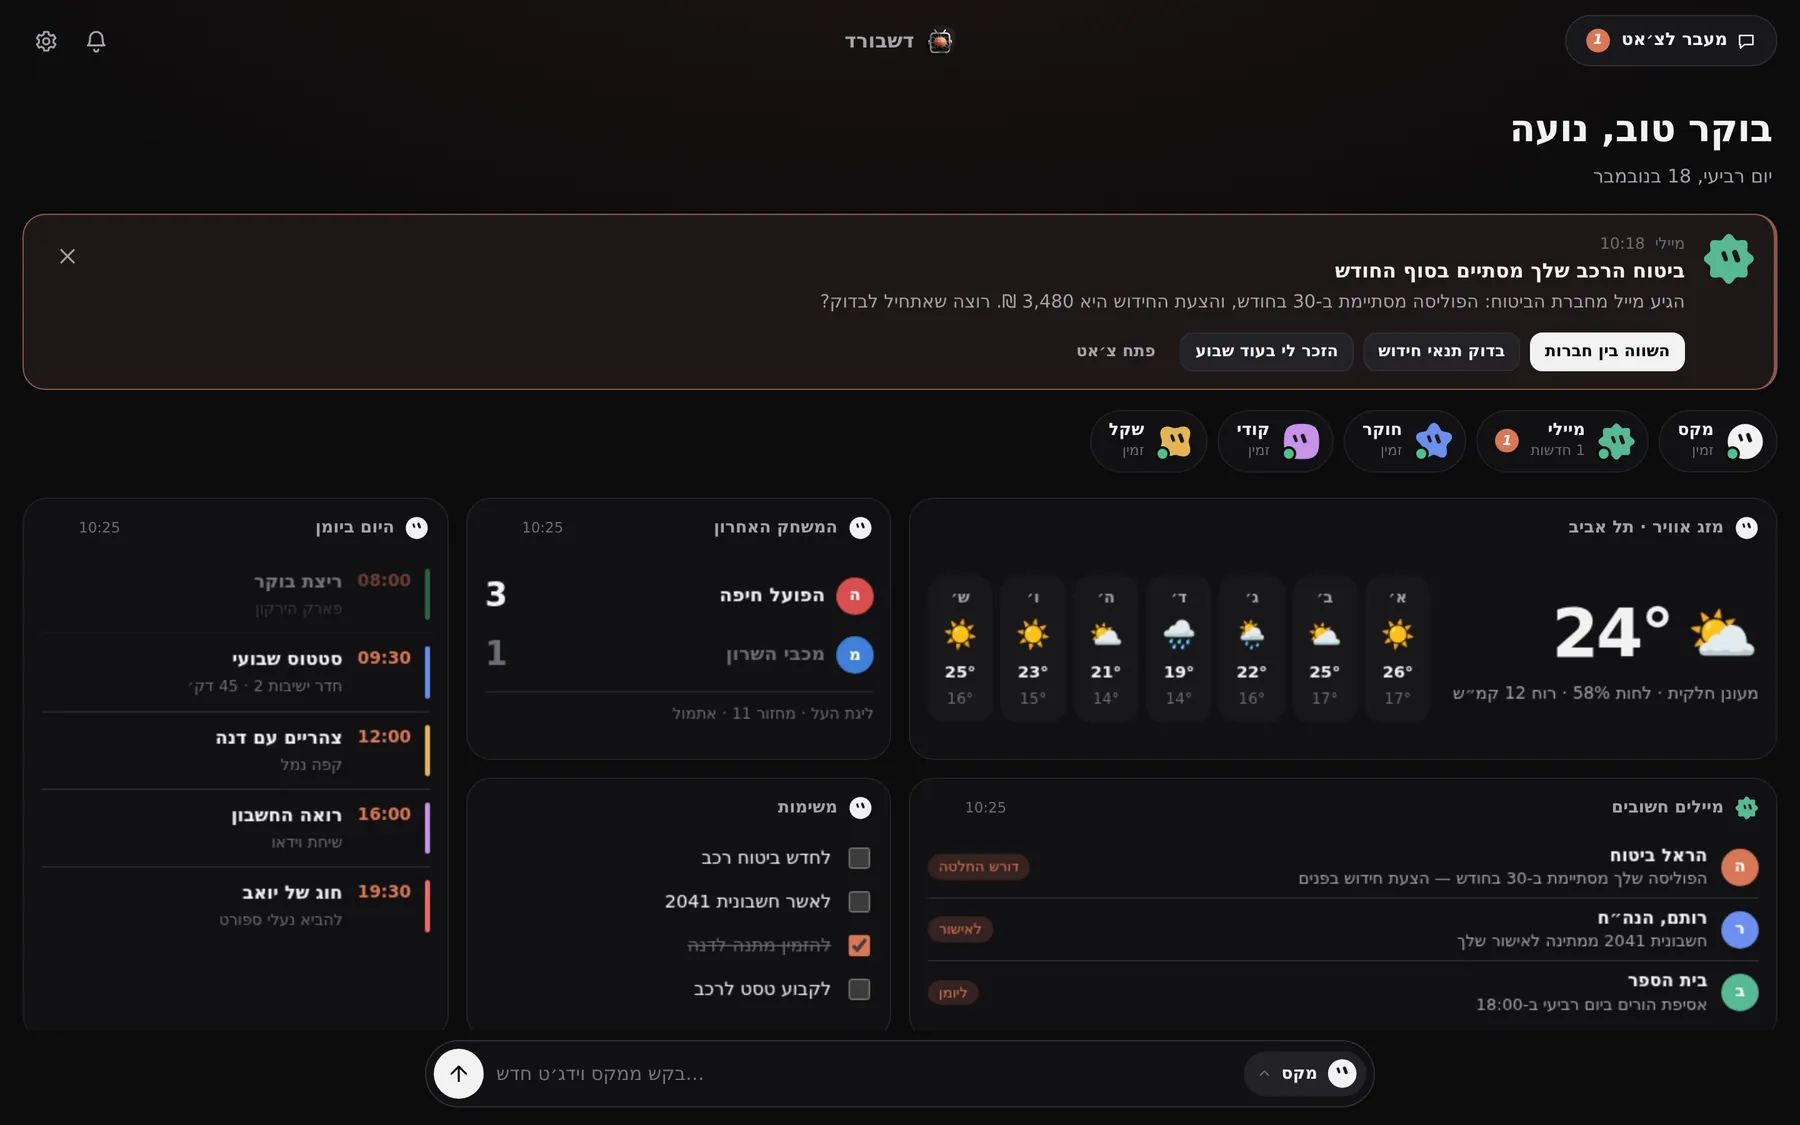 מעבר לצ׳אט 1
דשבורד
בוקר טוב, נועה
יום רביעי, 18 בנובמבר
מיילי 10:18
ביטוח הרכב שלך מסתיים בסוף החודש
הגיע מייל מחברת הביטוח: הפוליסה מסתיימת ב-30 בחודש, והצעת החידוש היא 3,480 ₪. רוצה שאתחיל לבדוק?
השווה בין חברות
בדוק תנאי חידוש
הזכר לי בעוד שבוע
פתח צ׳אט
מקס
זמין
מיילי
1 חדשות
1
חוקר
זמין
קודי
זמין
שקל
זמין
מזג אוויר · תל אביב
24°
מעונן חלקית · לחות 58% · רוח 12 קמ״ש
א׳ ב׳ ג׳ ד׳ ה׳ ו׳ ש׳
26° 25° 22° 19° 21° 23° 25°
17° 17° 16° 14° 14° 15° 16°
המשחק האחרון 10:25
ה הפועל חיפה 3
מ מכבי השרון 1
ליגת העל · מחזור 11 · אתמול
היום ביומן 10:25
08:00 ריצת בוקר
פארק הירקון
09:30 סטטוס שבועי
חדר ישיבות 2 · 45 דק׳
12:00 צהריים עם דנה
קפה נמל
16:00 רואה החשבון
שיחת וידאו
19:30 חוג של יואב
להביא נעלי ספורט
מיילים חשובים 10:25
ה הראל ביטוח
הפוליסה שלך מסתיימת ב-30 בחודש — הצעת חידוש בפנים
דורש החלטה
ר רותם, הנה״ח
חשבונית 2041 ממתינה לאישור שלך
לאישור
ב בית הספר
אסיפת הורים ביום רביעי ב-18:00
ליומן
משימות
לחדש ביטוח רכב
לאשר חשבונית 2041
להזמין מתנה לדנה
לקבוע טסט לרכב
מקס
בקש ממקס וידג׳ט חדש...